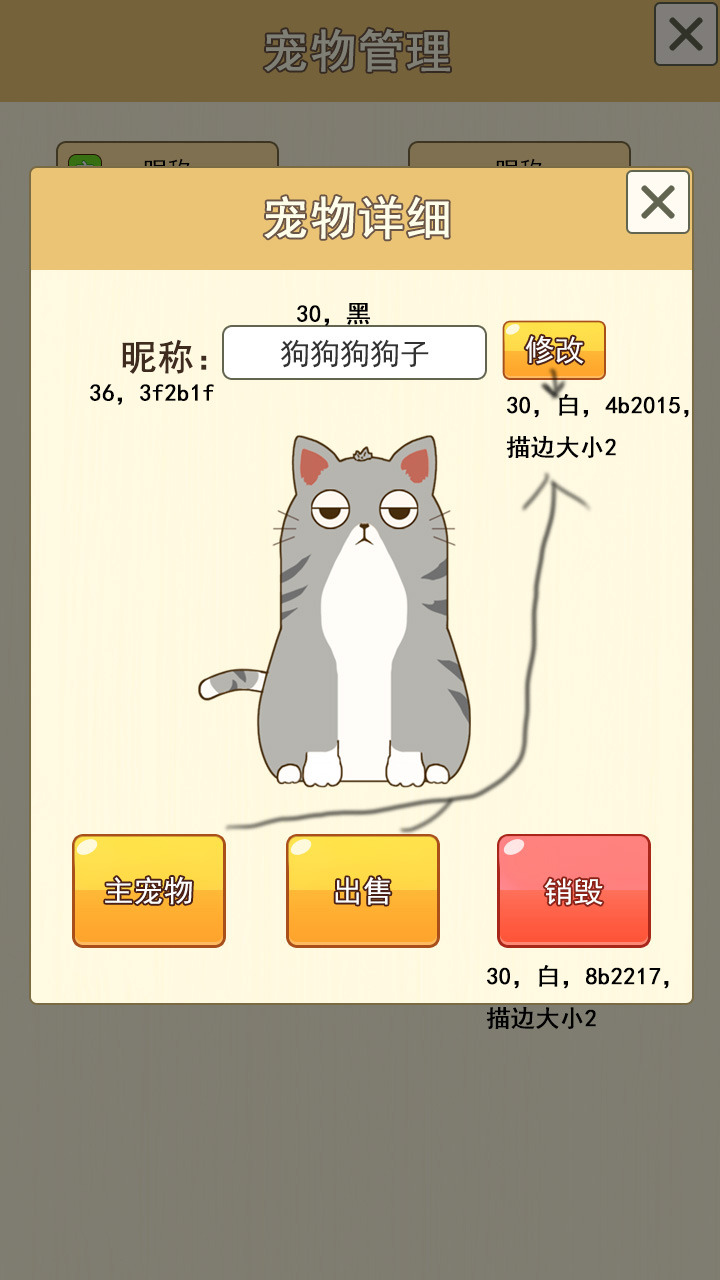 宠物管理
昵称
昵称
宠物详细
30，黑
昵称：
狗狗狗狗子
修改
36，3f2b1f
30，白，4b2015，
描边大小2
主宠物
出售
销毁
30，白，8b2217，
描边大小2